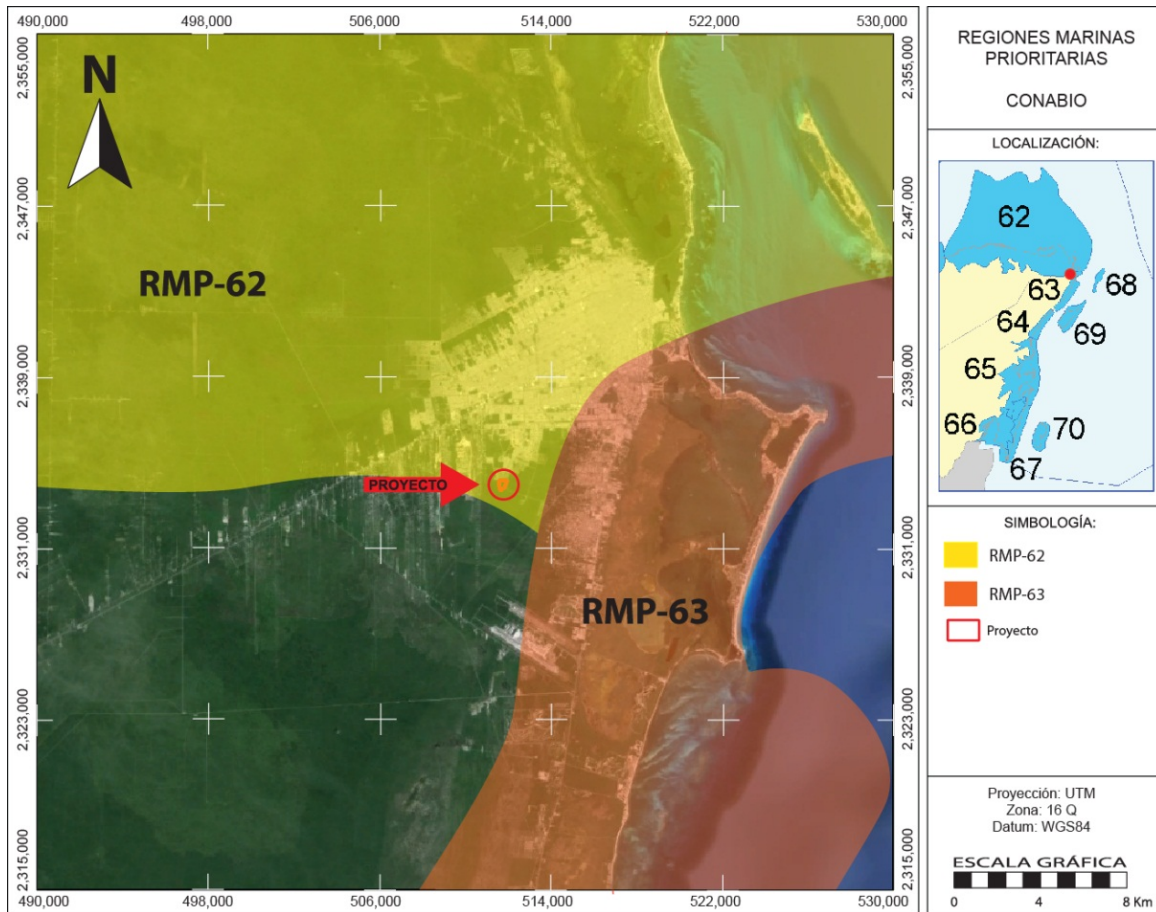 490,000
498,000
506,000
514,000
522,000
530,000
2,355,000
2,355,000
N
2,347,000
2,347,000
RMP-62
2,339,000
2,339,000
PROYECTO
2,331,000
2,331,000
RMP-63
2,323,000
2,323,000
2,315,000
2,315,000
490,000
498,000
506,000
514,000
522,000
530,000
REGIONES MARINAS
PRIORITARIAS
CONABIO
LOCALIZACIÓN:
62
63
68
64
69
65
66
70
67
SIMBOLOGÍA:
RMP-62
RMP-63
Proyecto
Proyección: UTM
Zona: 16 Q
Datum: WGS84
ESCALA GRÁFICA
0
4
8 Km